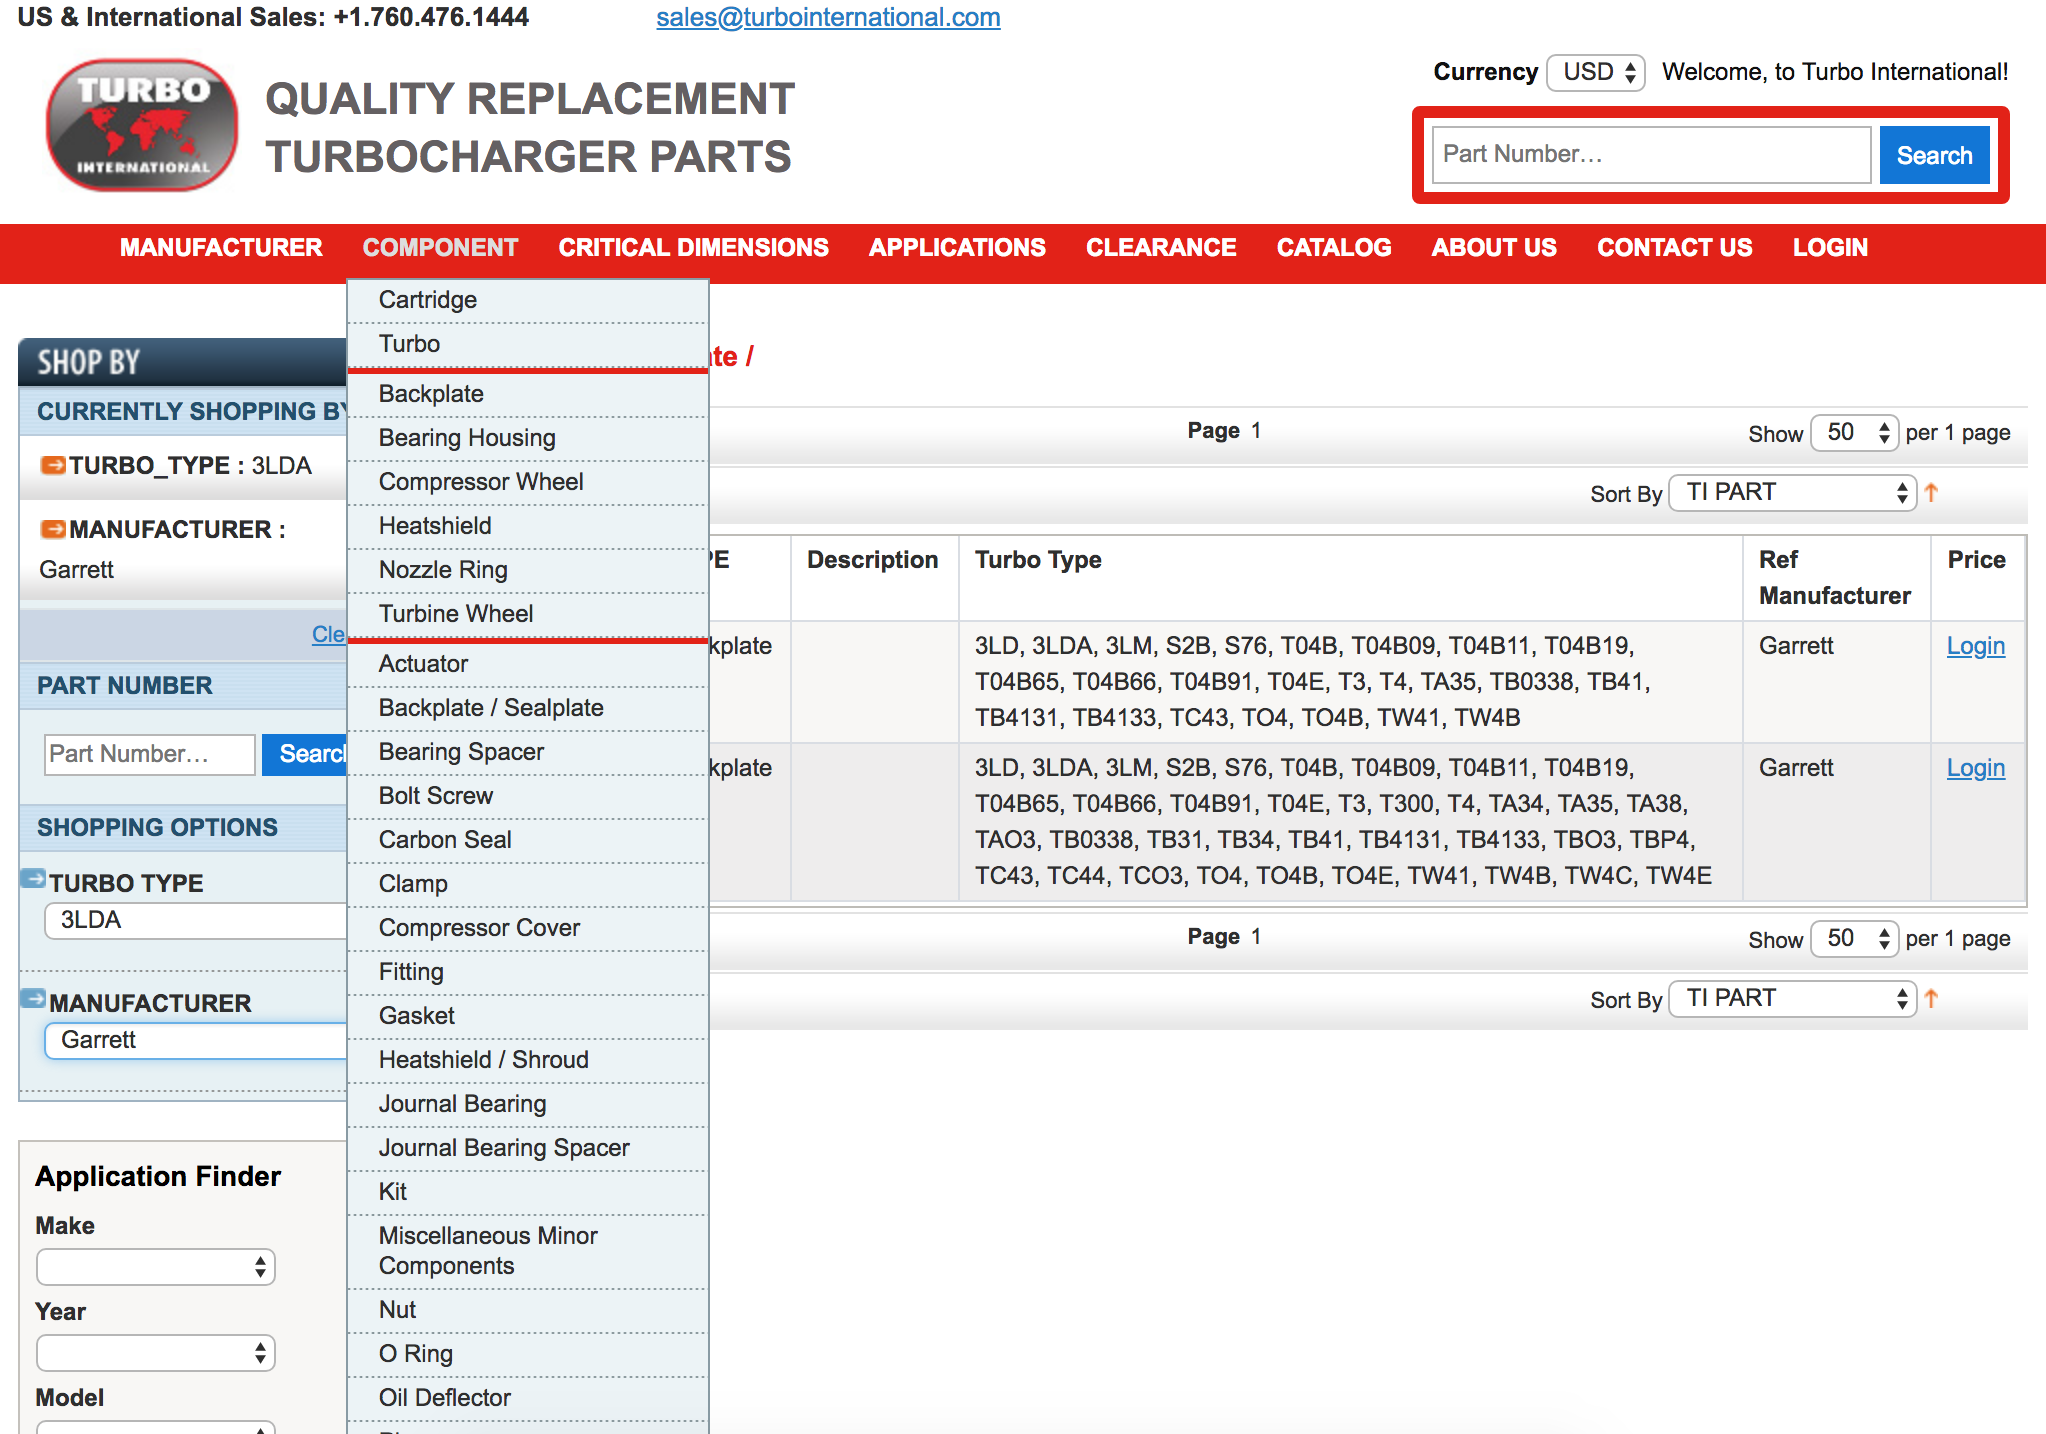 US & International Sales: +1.760.476.1444
sales@turbointernational.com
TURBO
INTERNATIONAL
QUALITY REPLACEMENT
TURBOCHARGER PARTS
Currency USD Welcome, to Turbo International!
Part Number... Search
MANUFACTURER COMPONENT CRITICAL DIMENSIONS APPLICATIONS CLEARANCE CATALOG ABOUT US CONTACT US LOGIN
Cartridge
Turbo
Backplate
Bearing Housing
Compressor Wheel
Heatshield
Nozzle Ring
Turbine Wheel
Actuator
Backplate / Sealplate
Bearing Spacer
Bolt Screw
Carbon Seal
Clamp
Compressor Cover
Fitting
Gasket
Heatshield / Shroud
Journal Bearing
Journal Bearing Spacer
Kit
Miscellaneous Minor
Components
Nut
O Ring
Oil Deflector
SHOP BY
CURRENTLY SHOPPING BY
TURBO_TYPE : 3LDA
MANUFACTURER :
Garrett
Cle
PART NUMBER
Part Number... Search
SHOPPING OPTIONS
TURBO TYPE
3LDA
MANUFACTURER
Garrett
Application Finder
Make
Year
Model
ate /
Page 1
Show 50 per 1 page
Sort By TI PART
PE Description Turbo Type Ref Manufacturer Price
kplate
3LD, 3LDA, 3LM, S2B, S76, T04B, T04B09, T04B11, T04B19,
T04B65, T04B66, T04B91, T04E, T3, T4, TA35, TB0338, TB41,
TB4131, TB4133, TC43, TO4, TO4B, TW41, TW4B
Garrett
Login
kplate
3LD, 3LDA, 3LM, S2B, S76, T04B, T04B09, T04B11, T04B19,
T04B65, T04B66, T04B91, T04E, T3, T300, T4, TA34, TA35, TA38,
TAO3, TB0338, TB31, TB34, TB41, TB4131, TB4133, TBO3, TBP4,
TC43, TC44, TCO3, TO4, TO4B, TO4E, TW41, TW4B, TW4C, TW4E
Garrett
Login
Page 1
Show 50 per 1 page
Sort By TI PART